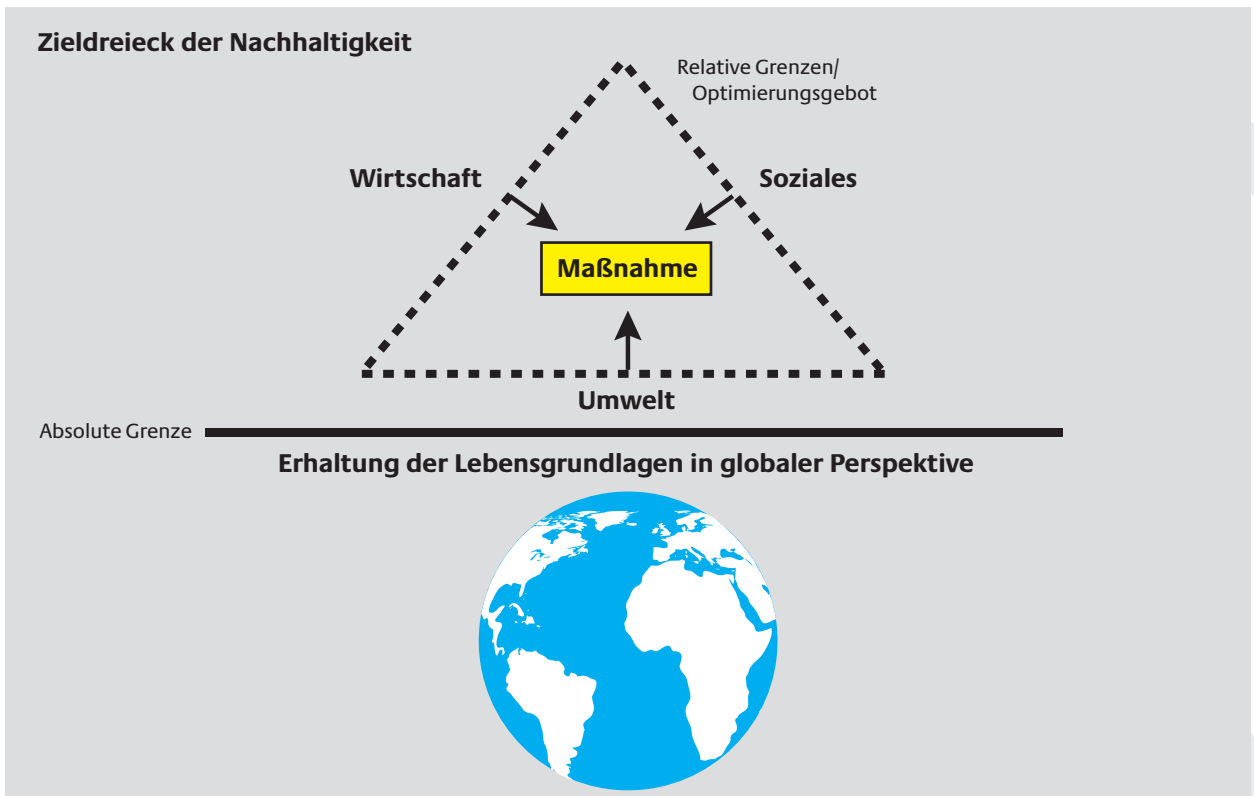 Zieldreieck der Nachhaltigkeit
Relative Grenzen/
Optimierungsgebot
Wirtschaft
Soziales
Maßnahme
Umwelt
Absolute Grenze
Erhaltung der Lebensgrundlagen in globaler Perspektive